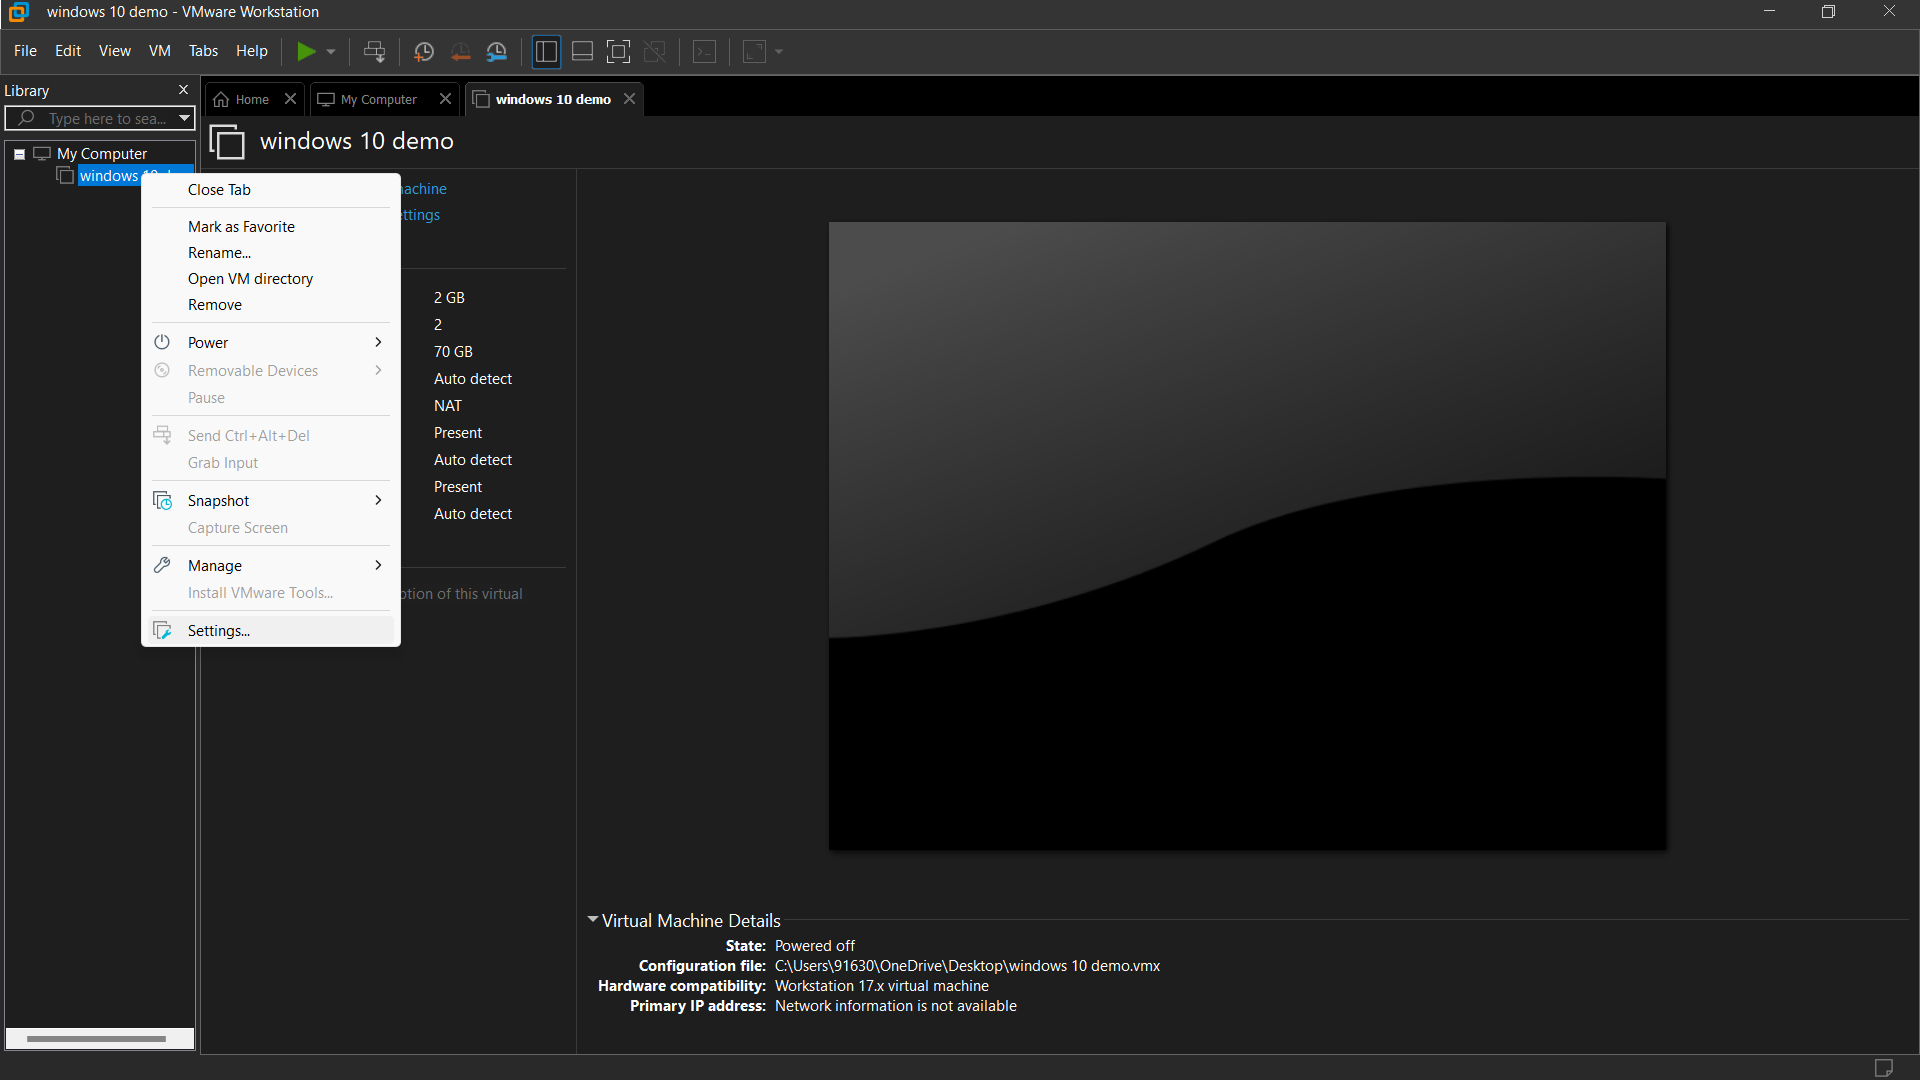 windows 10 demo - VMware Workstation
File Edit View VM Tabs Help
Library
Type here to sea...
Home
My Computer
windows 10 demo
My Computer
windows
windows 10 demo
Close Tab
Mark as Favorite
Rename...
Open VM directory
Remove
Power
Removable Devices
Pause
Send Ctrl+Alt+Del
Grab Input
Snapshot
Capture Screen
Manage
Install VMware Tools...
Settings...
achine
ettings
2 GB
2
70 GB
Auto detect
NAT
Present
Auto detect
Present
Auto detect
ption of this virtual
Virtual Machine Details
State: Powered off
Configuration file: C:\Users\91630\OneDrive\Desktop\windows 10 demo.vmx
Hardware compatibility: Workstation 17.x virtual machine
Primary IP address: Network information is not available